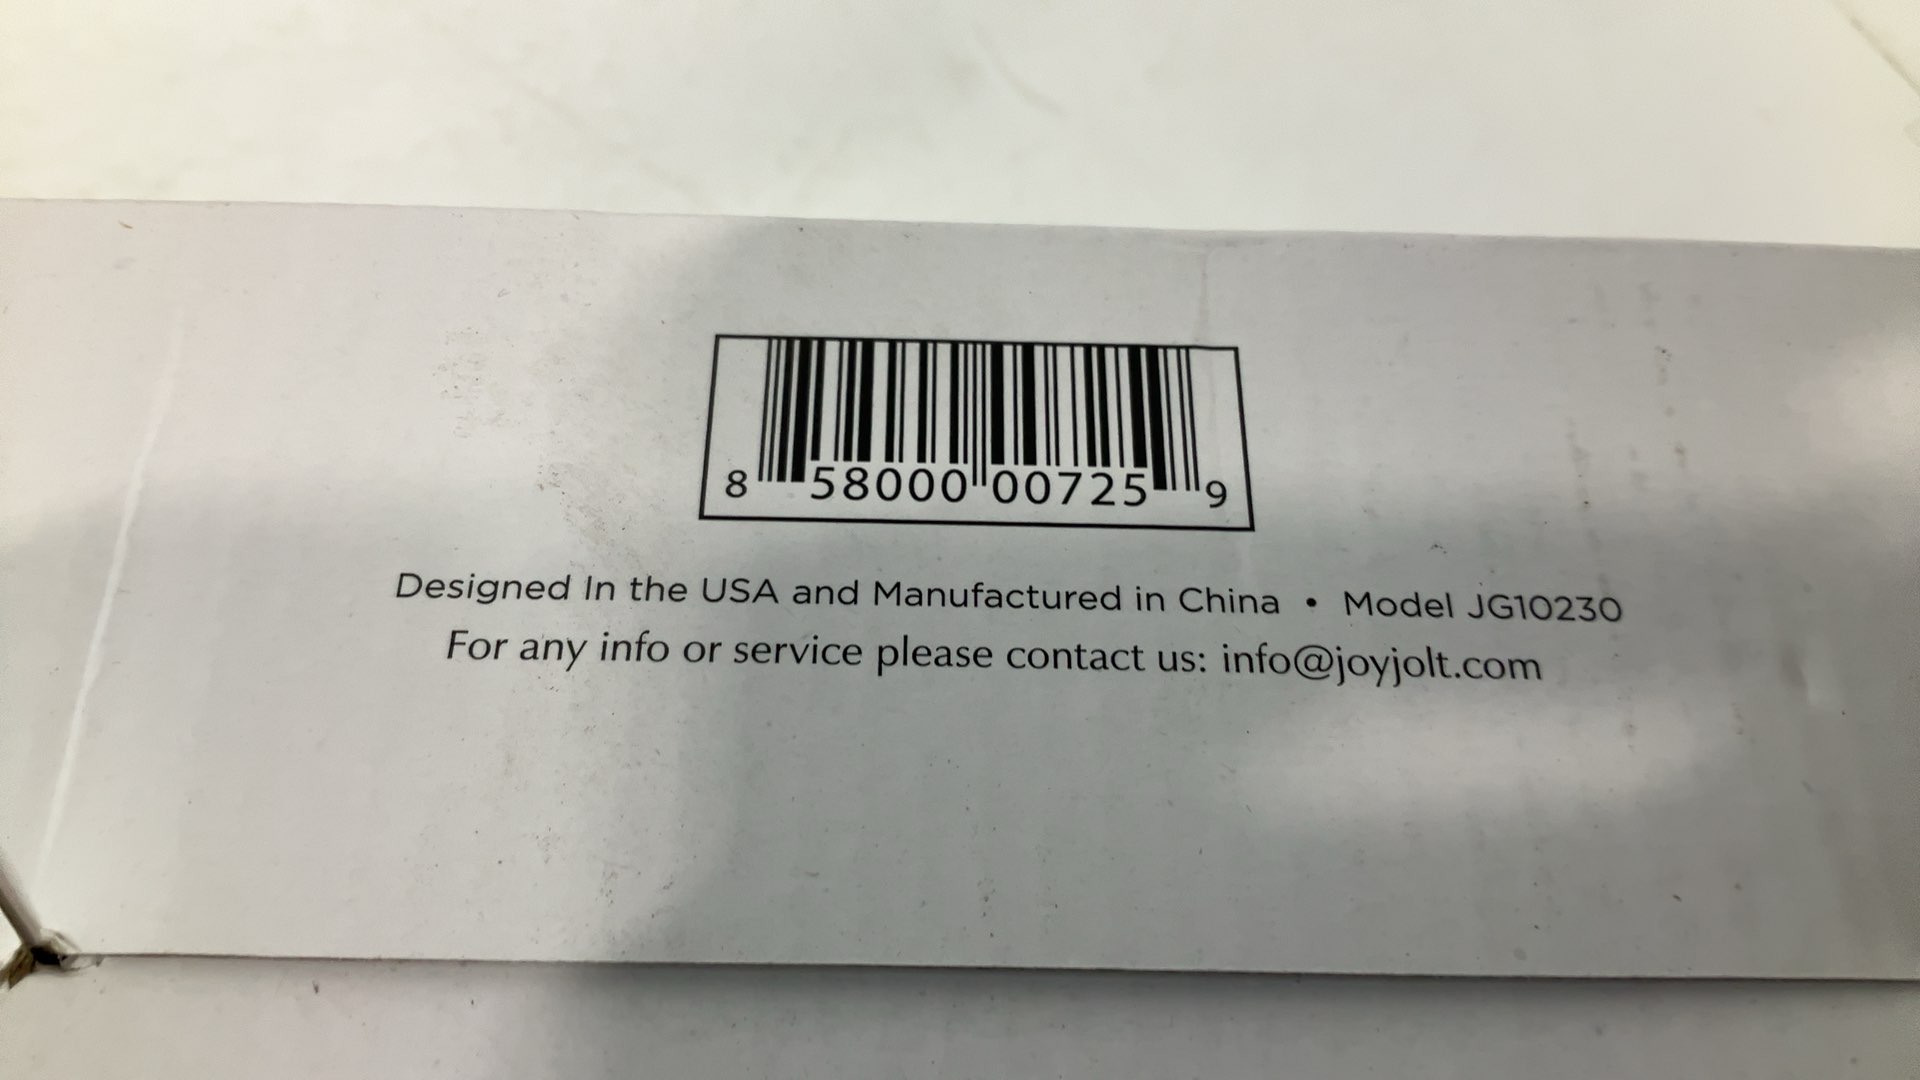 8 58000 00725 9
Designed In the USA and Manufactured in China • Model JG10230
For any info or service please contact us: info@joyjolt.com